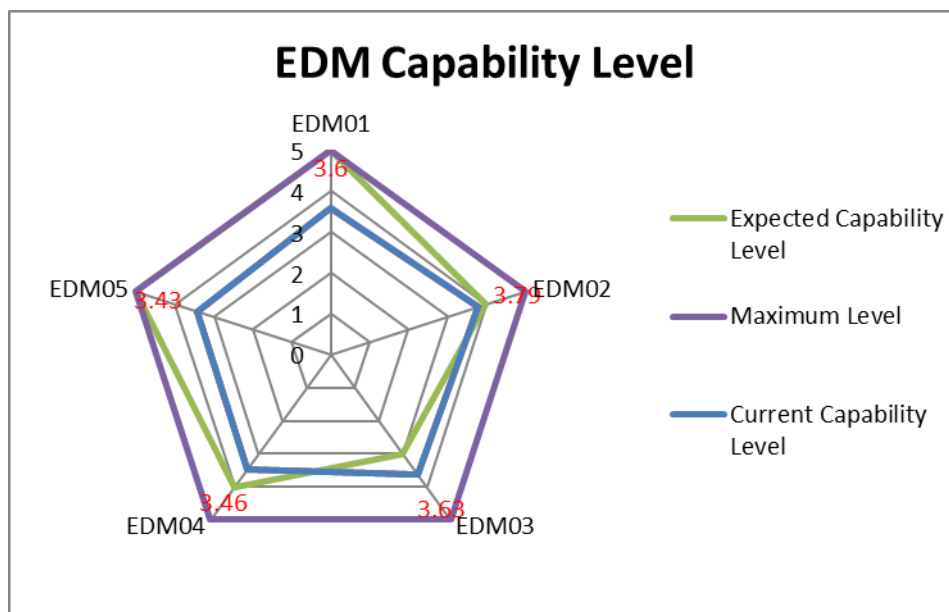 EDM Capability Level
EDM01
5
3.6
4
3
2
1
0
EDM05
3.43
3.79
EDM02
3.46
EDM04
3.63
EDM03
Expected Capability
Level
Maximum Level
Current Capability
Level